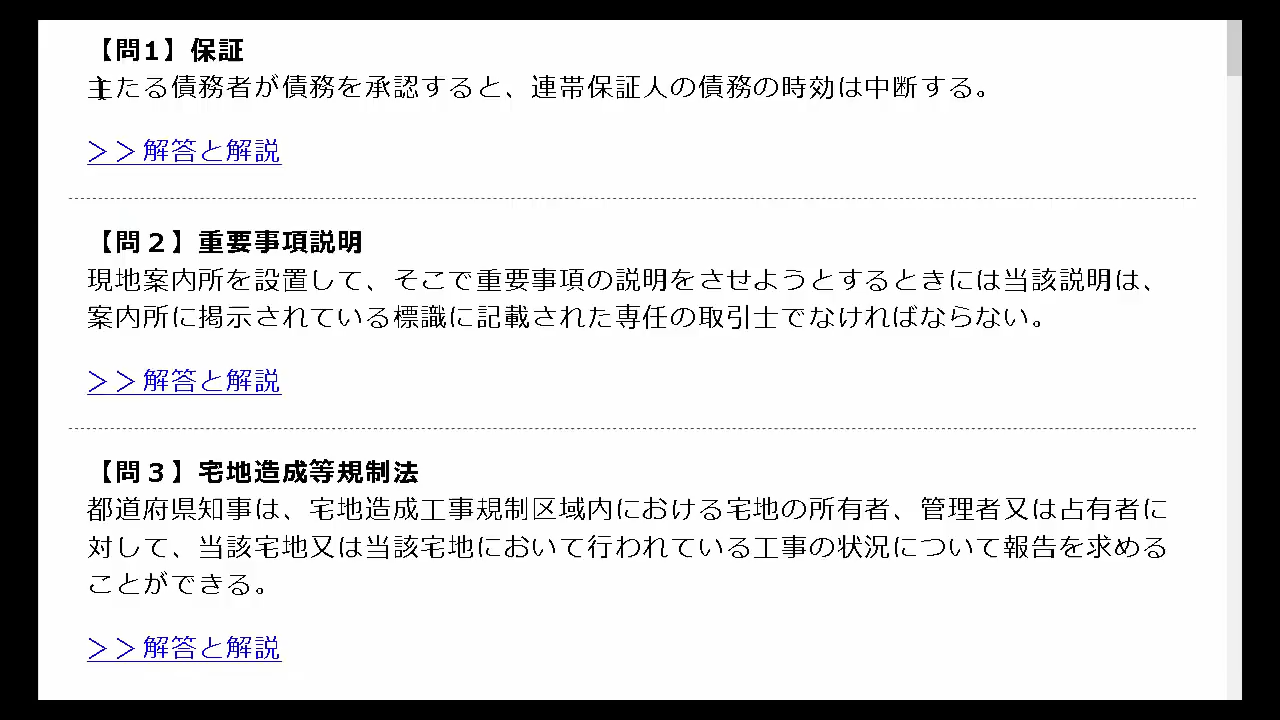 【問1】保証
主たる債務者が債務を承認すると、連帯保証人の債務の時効は中断する。
＞＞解答と解説
【問２】重要事項説明
現地案内所を設置して、そこで重要事項の説明をさせようとするときには当該説明は、
案内所に掲示されている標識に記載された専任の取引士でなければならない。
＞＞解答と解説
【問３】宅地造成等規制法
都道府県知事は、宅地造成工事規制区域内における宅地の所有者、管理者又は占有者に
対して、当該宅地又は当該宅地において行われている工事の状況について報告を求める
ことができる。
＞＞解答と解説